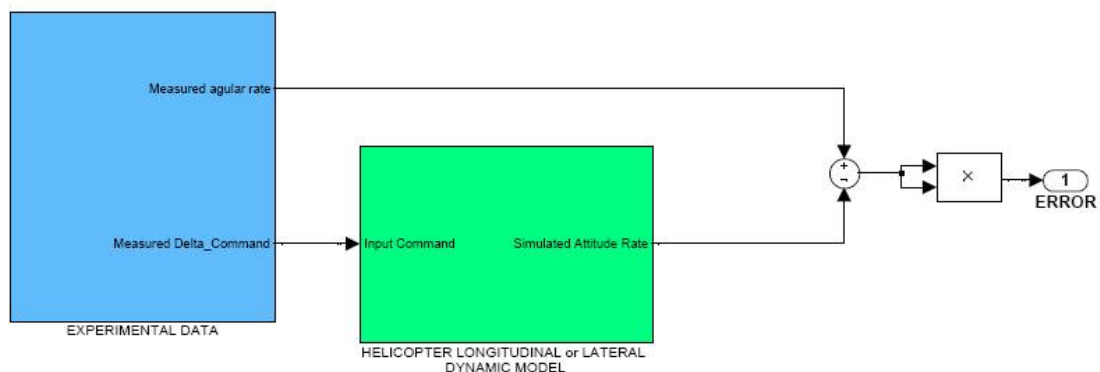 Measured agular rate
Measured Delta_Command
EXPERIMENTAL DATA
Input Command
Simulated Attitude Rate
HELICOPTER LONGITUDINAL or LATERAL
DYNAMIC MODEL
+
-
×
1
ERROR